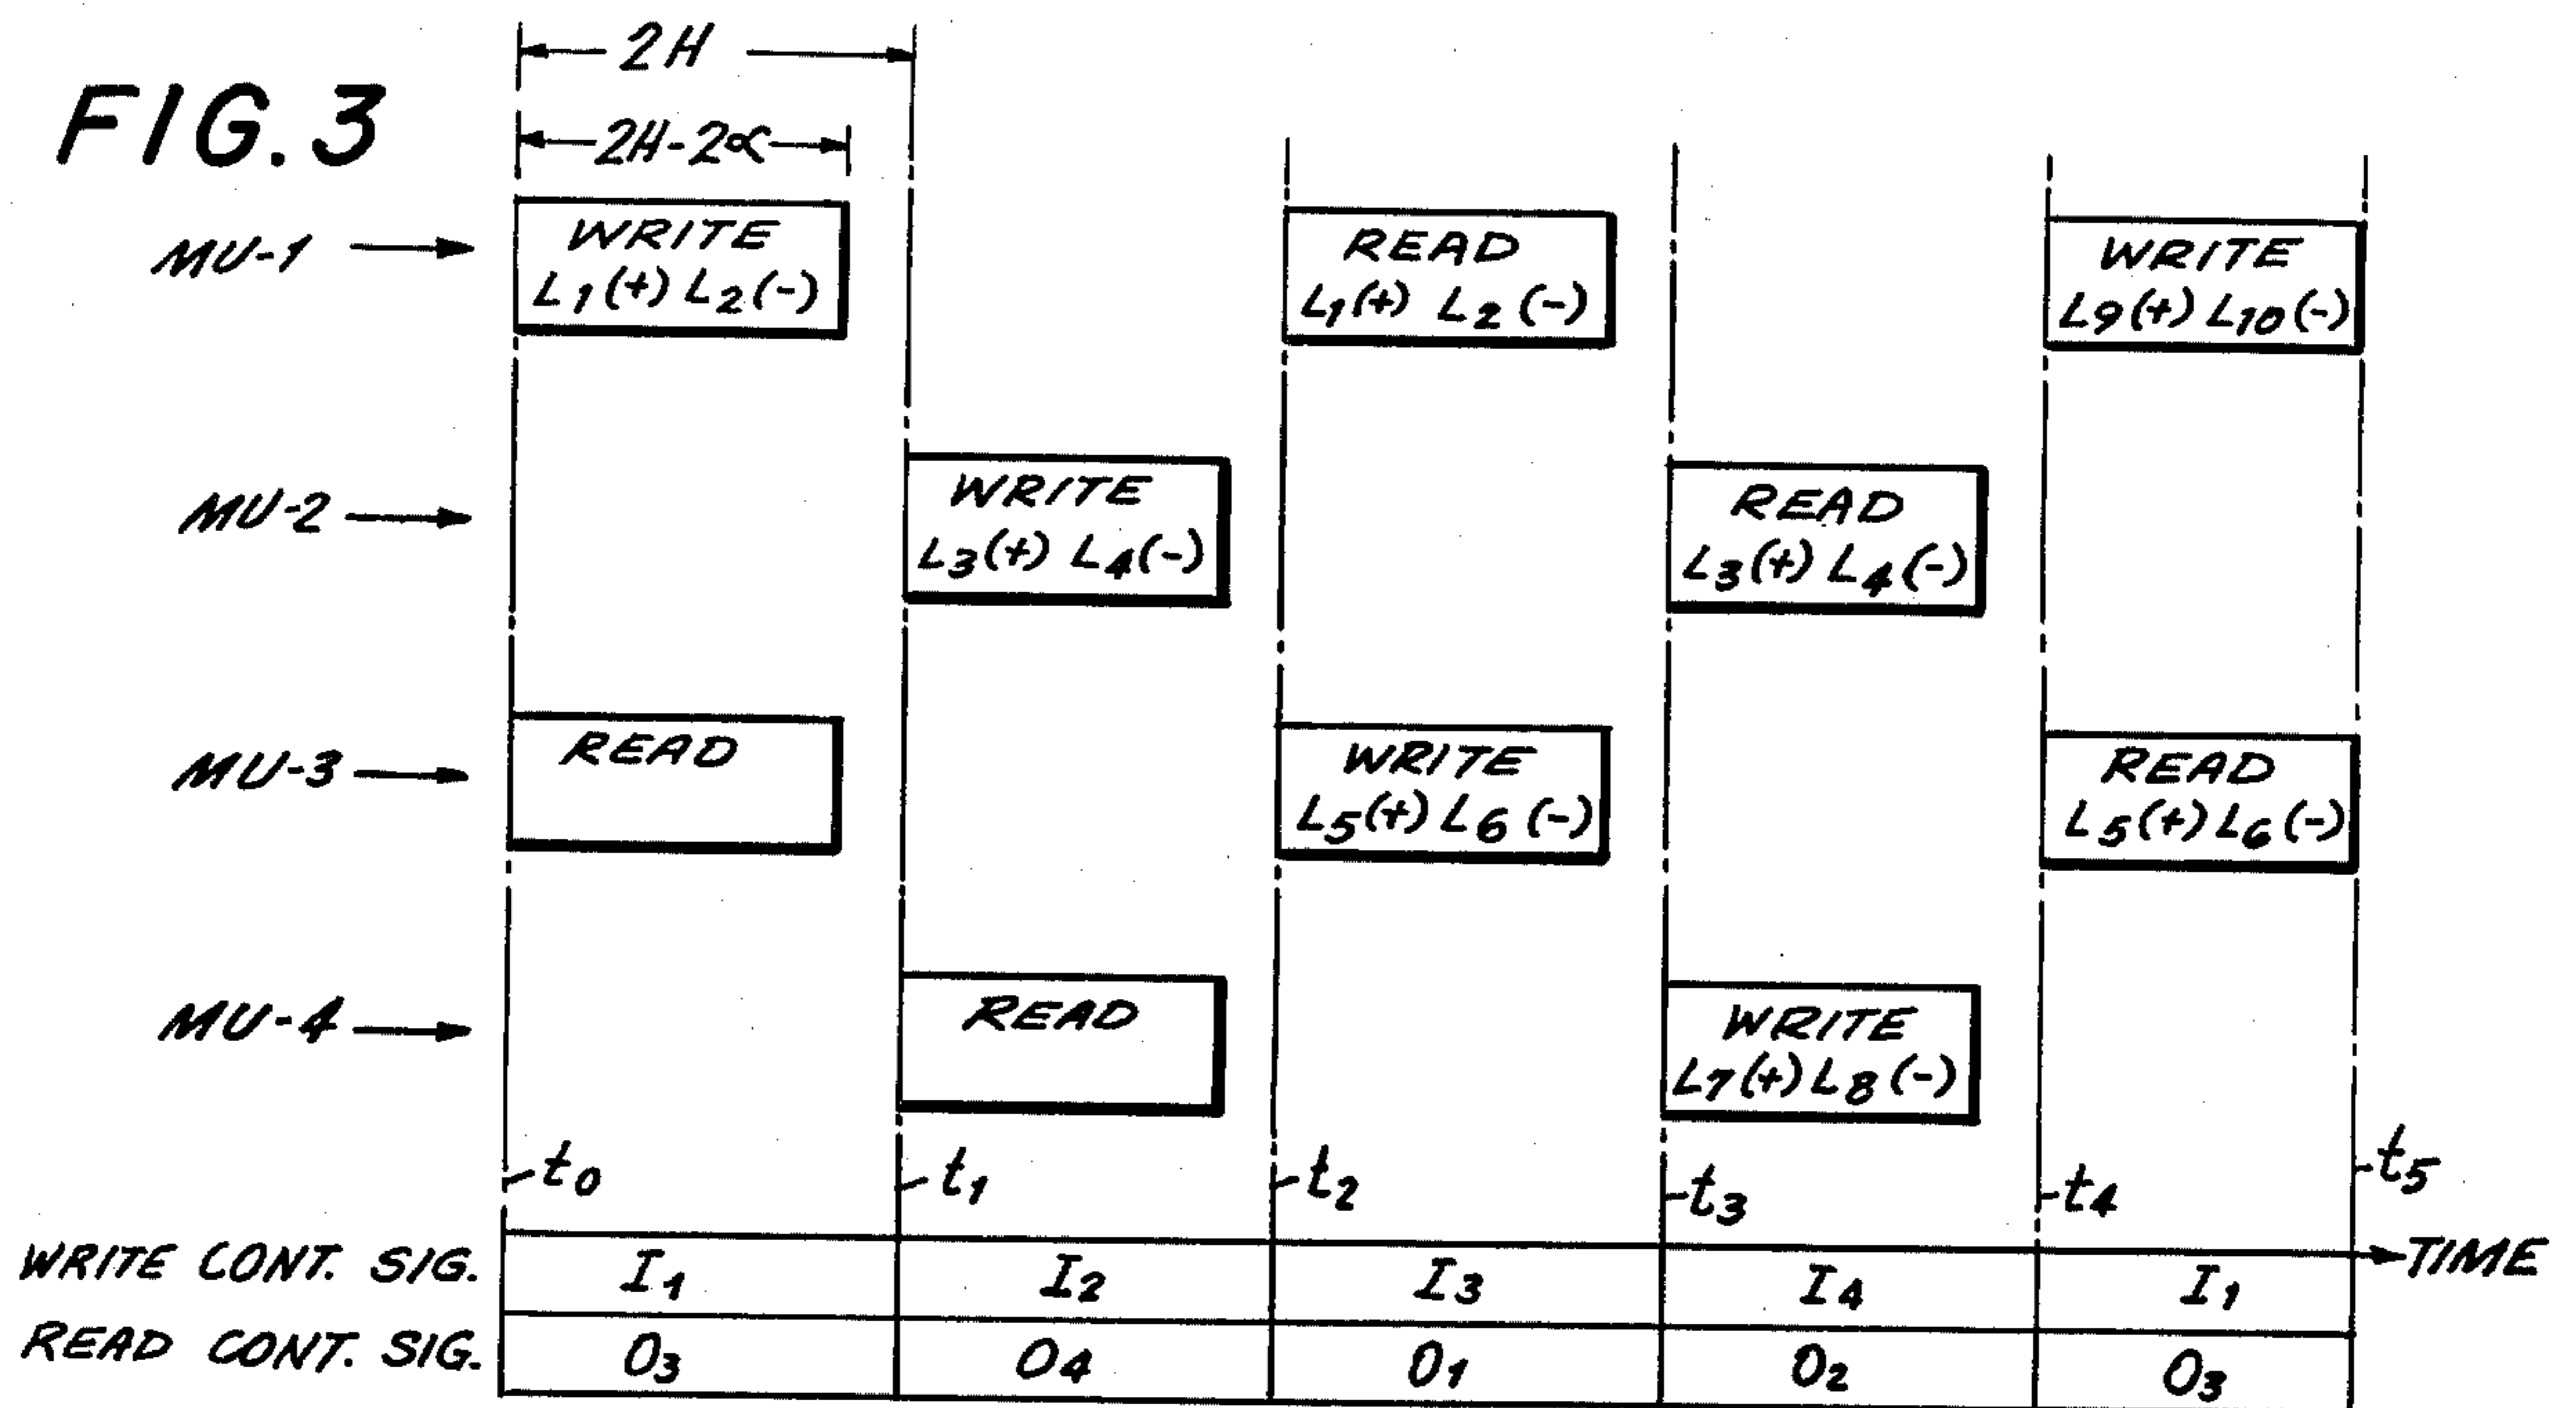 2H
FIG.3
2H-2α
MU-1
WRITE
L1(+) L2(-)
READ
L1(+) L2(-)
WRITE
L9(+) L10(-)
MU-2
WRITE
L3(+) L4(-)
READ
L3(+) L4(-)
MU-3
READ
WRITE
L5(+) L6(-)
READ
L5(+) L6(-)
MU-4
READ
WRITE
L7(+) L8(-)
t0 t1 t2 t3 t4 t5
WRITE CONT. SIG. I1 I2 I3 I4 I1 TIME
READ CONT. SIG. O3 O4 O1 O2 O3